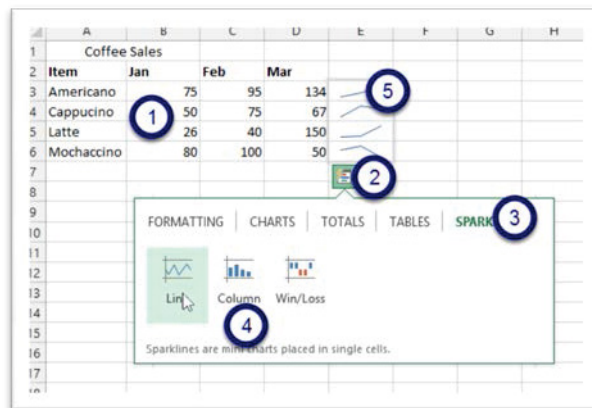 A B C D E F G H
1 Coffee Sales
2 Item Jan Feb Mar
3 Americano 75 95 134 5
4 Cappucino 1 50 75 67
5 Latte 26 40 150
6 Mochaccino 80 100 50
7 2
8
9 FORMATTING CHARTS TOTALS TABLES 3
10
11
12
13 Column Win/Loss
14 4
15
16 Sparklines are mini charts placed in single cells.
17